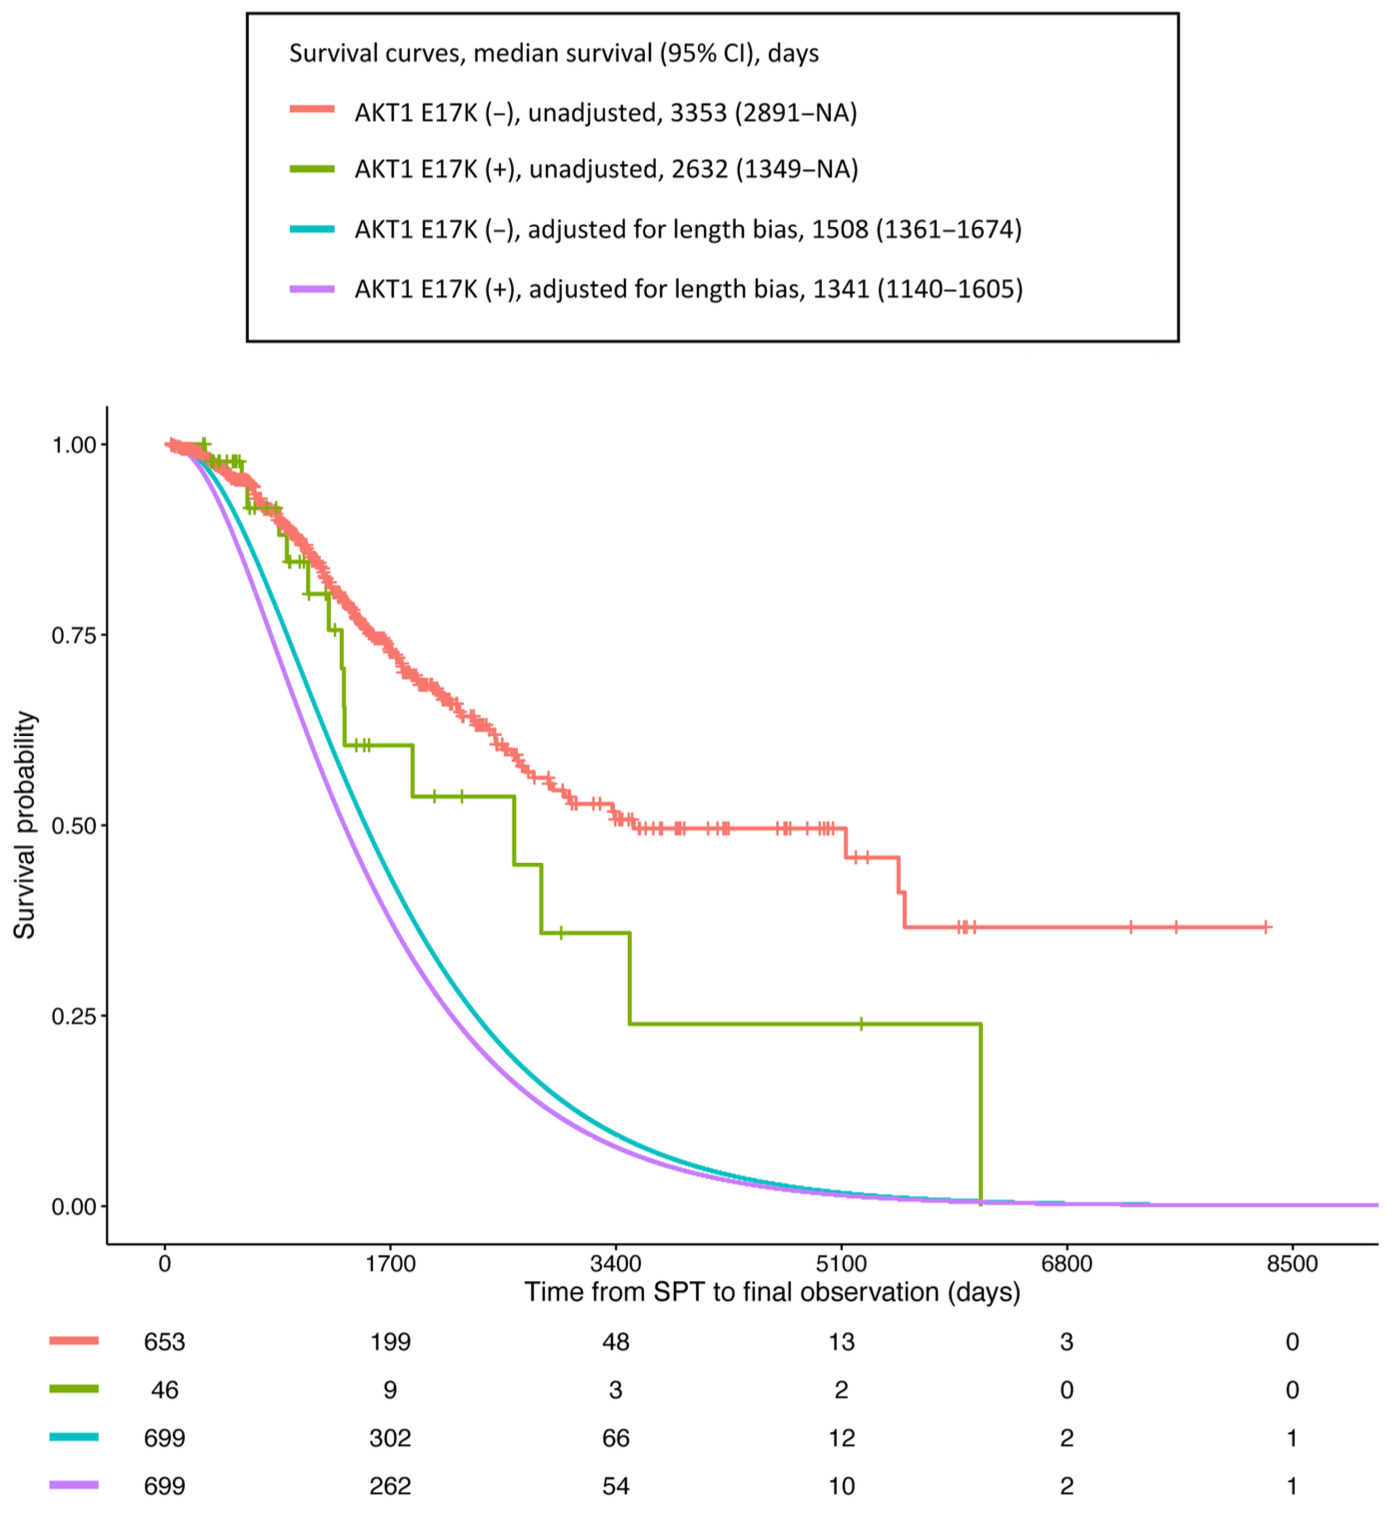 Survival curves, median survival (95% CI), days
AKT1 E17K (−), unadjusted, 3353 (2891−NA)
AKT1 E17K (+), unadjusted, 2632 (1349−NA)
AKT1 E17K (−), adjusted for length bias, 1508 (1361−1674)
AKT1 E17K (+), adjusted for length bias, 1341 (1140−1605)
Survival probability
1.00
0.75
0.50
0.25
0.00
0 1700 3400 5100 6800 8500
Time from SPT to final observation (days)
653 199 48 13 3 0
46 9 3 2 0 0
699 302 66 12 2 1
699 262 54 10 2 1